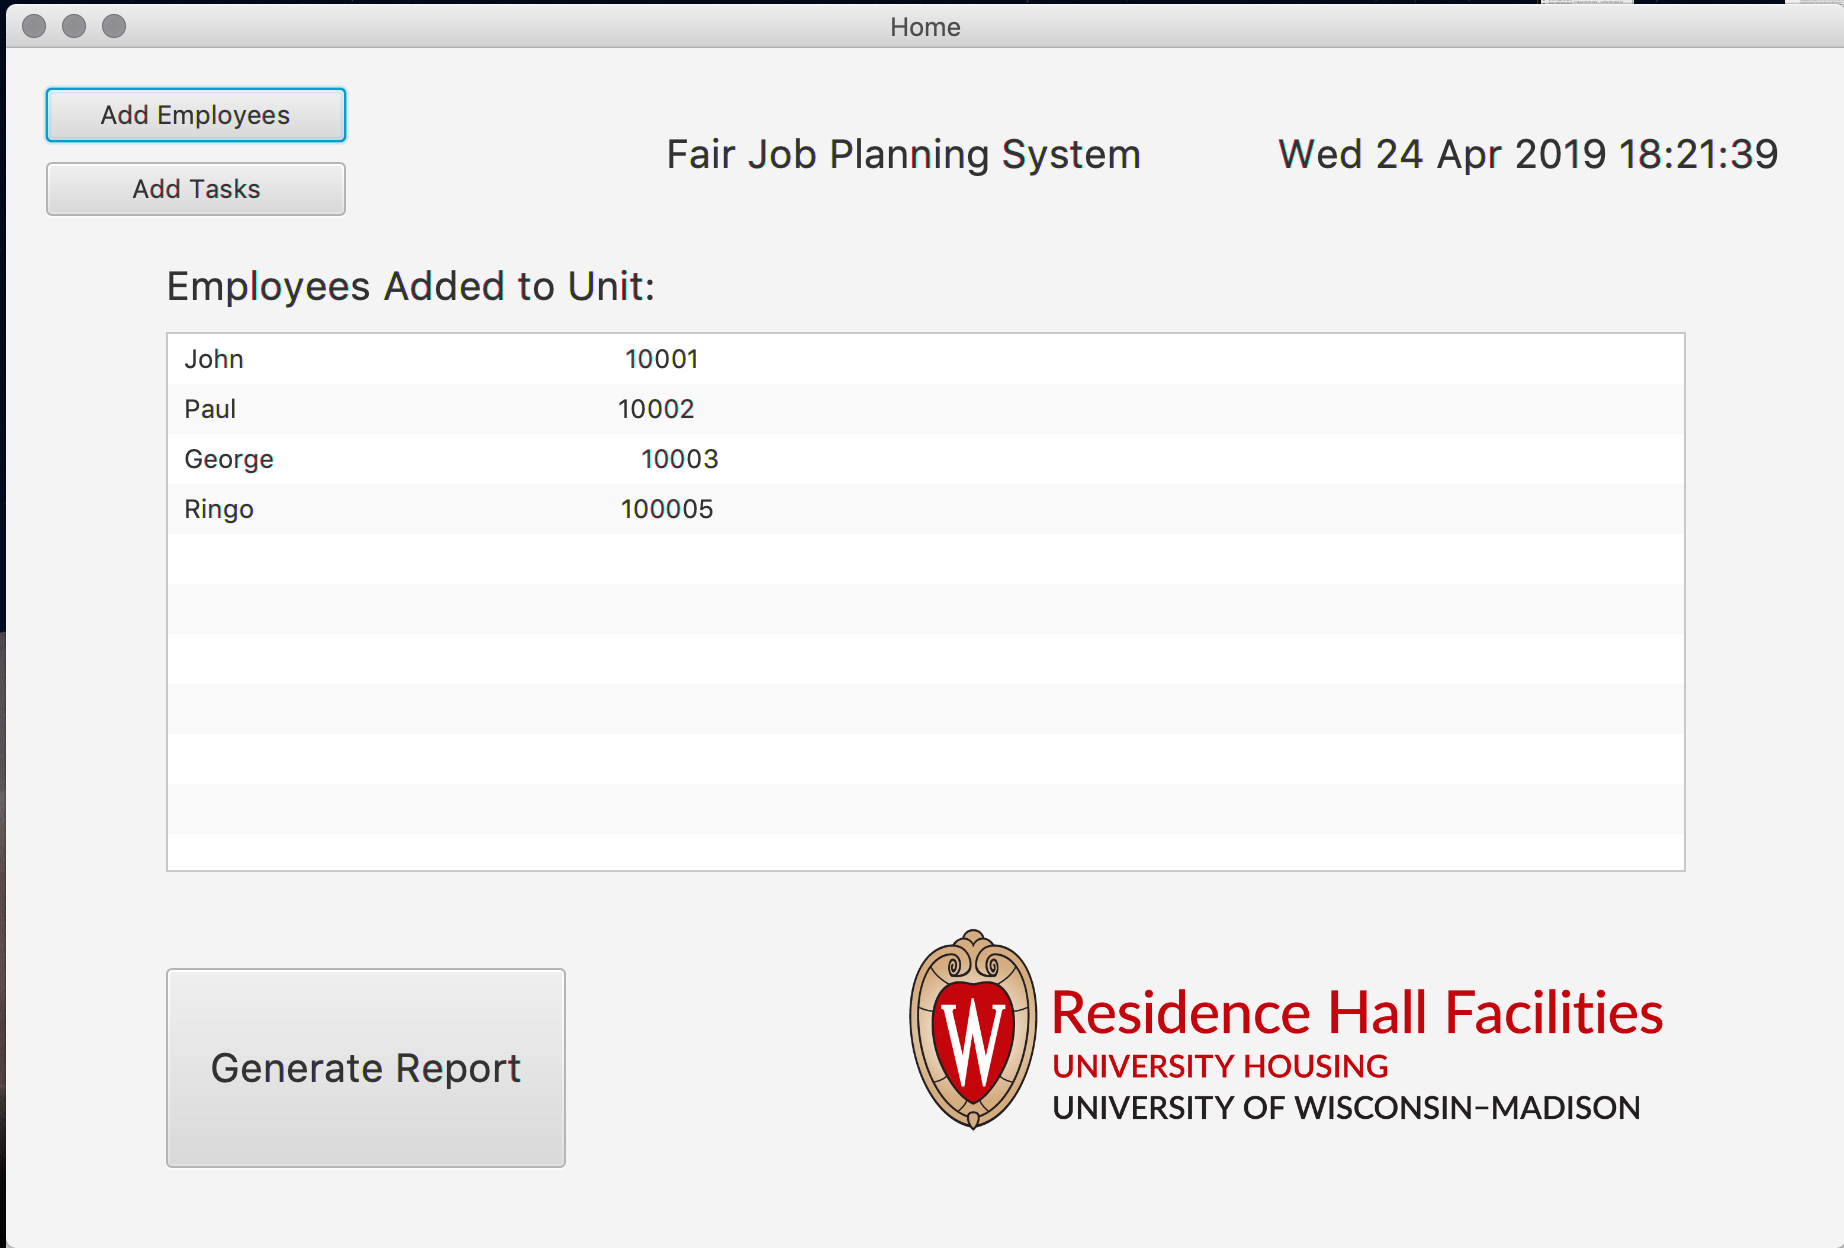 Home
Add Employees
Add Tasks
Fair Job Planning System
Wed 24 Apr 2019 18:21:39
Employees Added to Unit:
John 10001
Paul 10002
George 10003
Ringo 100005
Generate Report
W
Residence Hall Facilities
UNIVERSITY HOUSING
UNIVERSITY OF WISCONSIN–MADISON